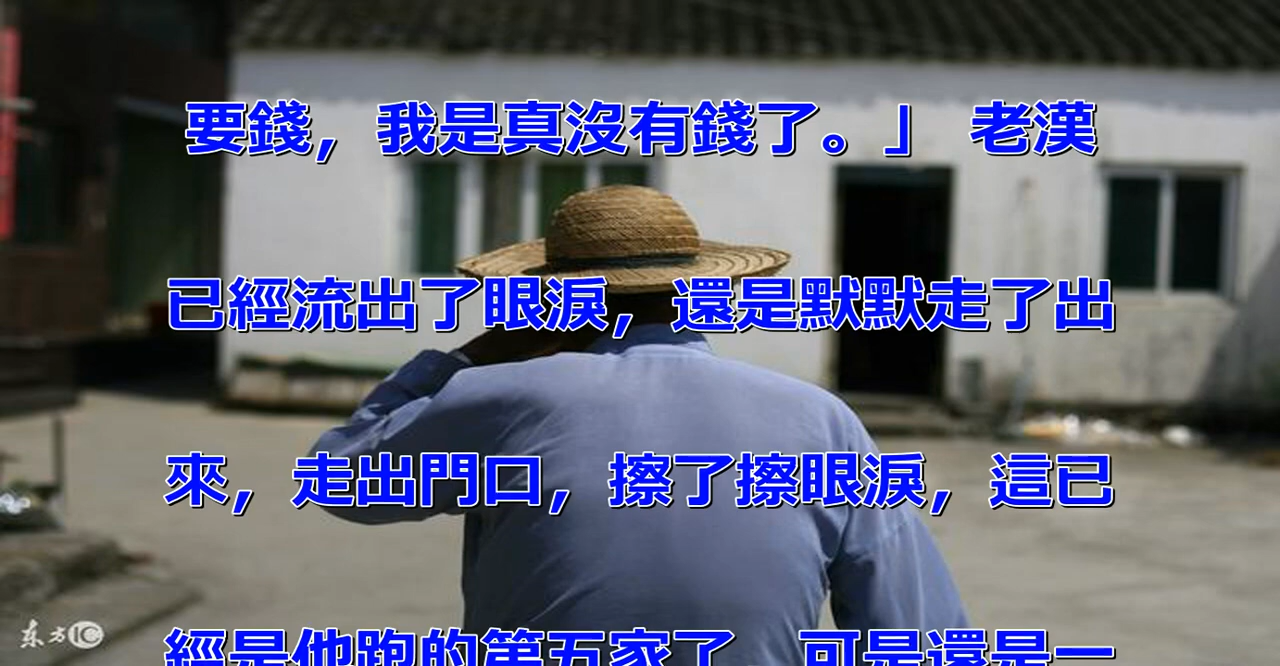 要錢，我是真沒有錢了。」 老漢
已經流出了眼淚，還是默默走了出
來，走出門口，擦了擦眼淚，這已
經是他跑的第五家了，可是還是一
东方IC